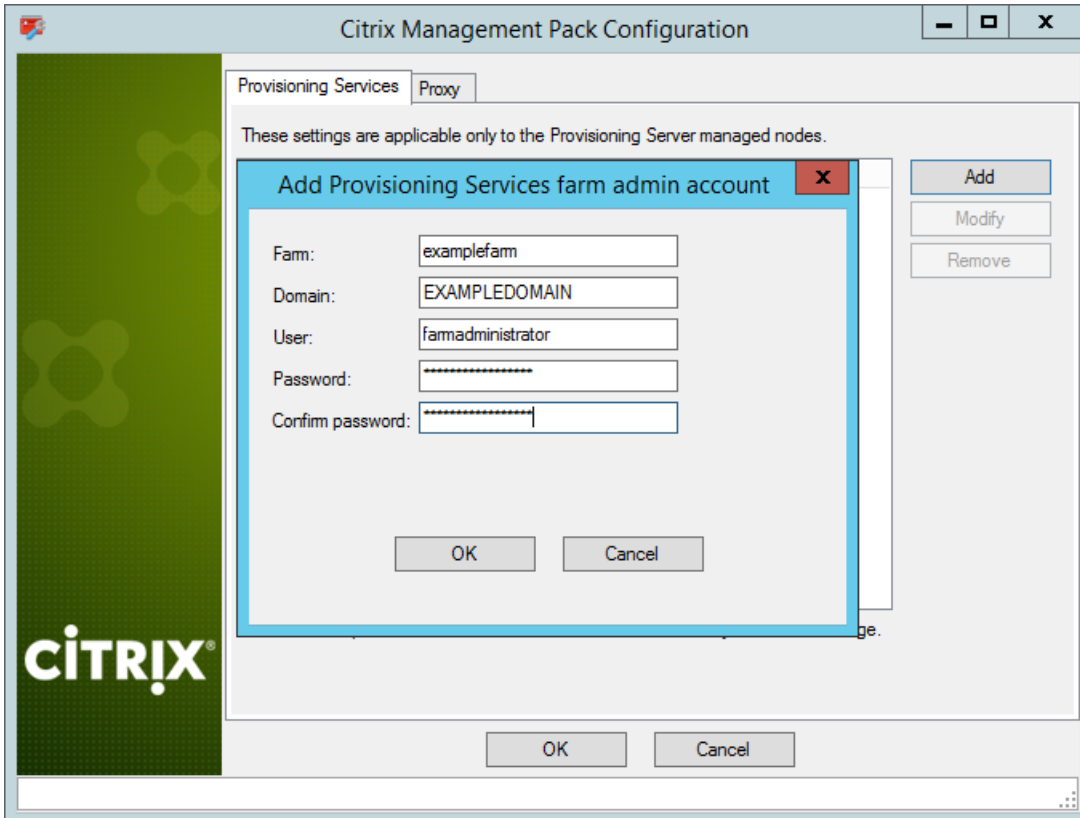 Citrix Management Pack Configuration
Provisioning Services
Proxy
These settings are applicable only to the Provisioning Server managed nodes.
Add Provisioning Services farm admin account
Add
Modify
Remove
Farm:
examplefarm
Domain:
EXAMPLEDOMAIN
User:
farmadministrator
Password:
*****************
Confirm password:
*****************
OK
Cancel
CİTRIX®
OK
Cancel